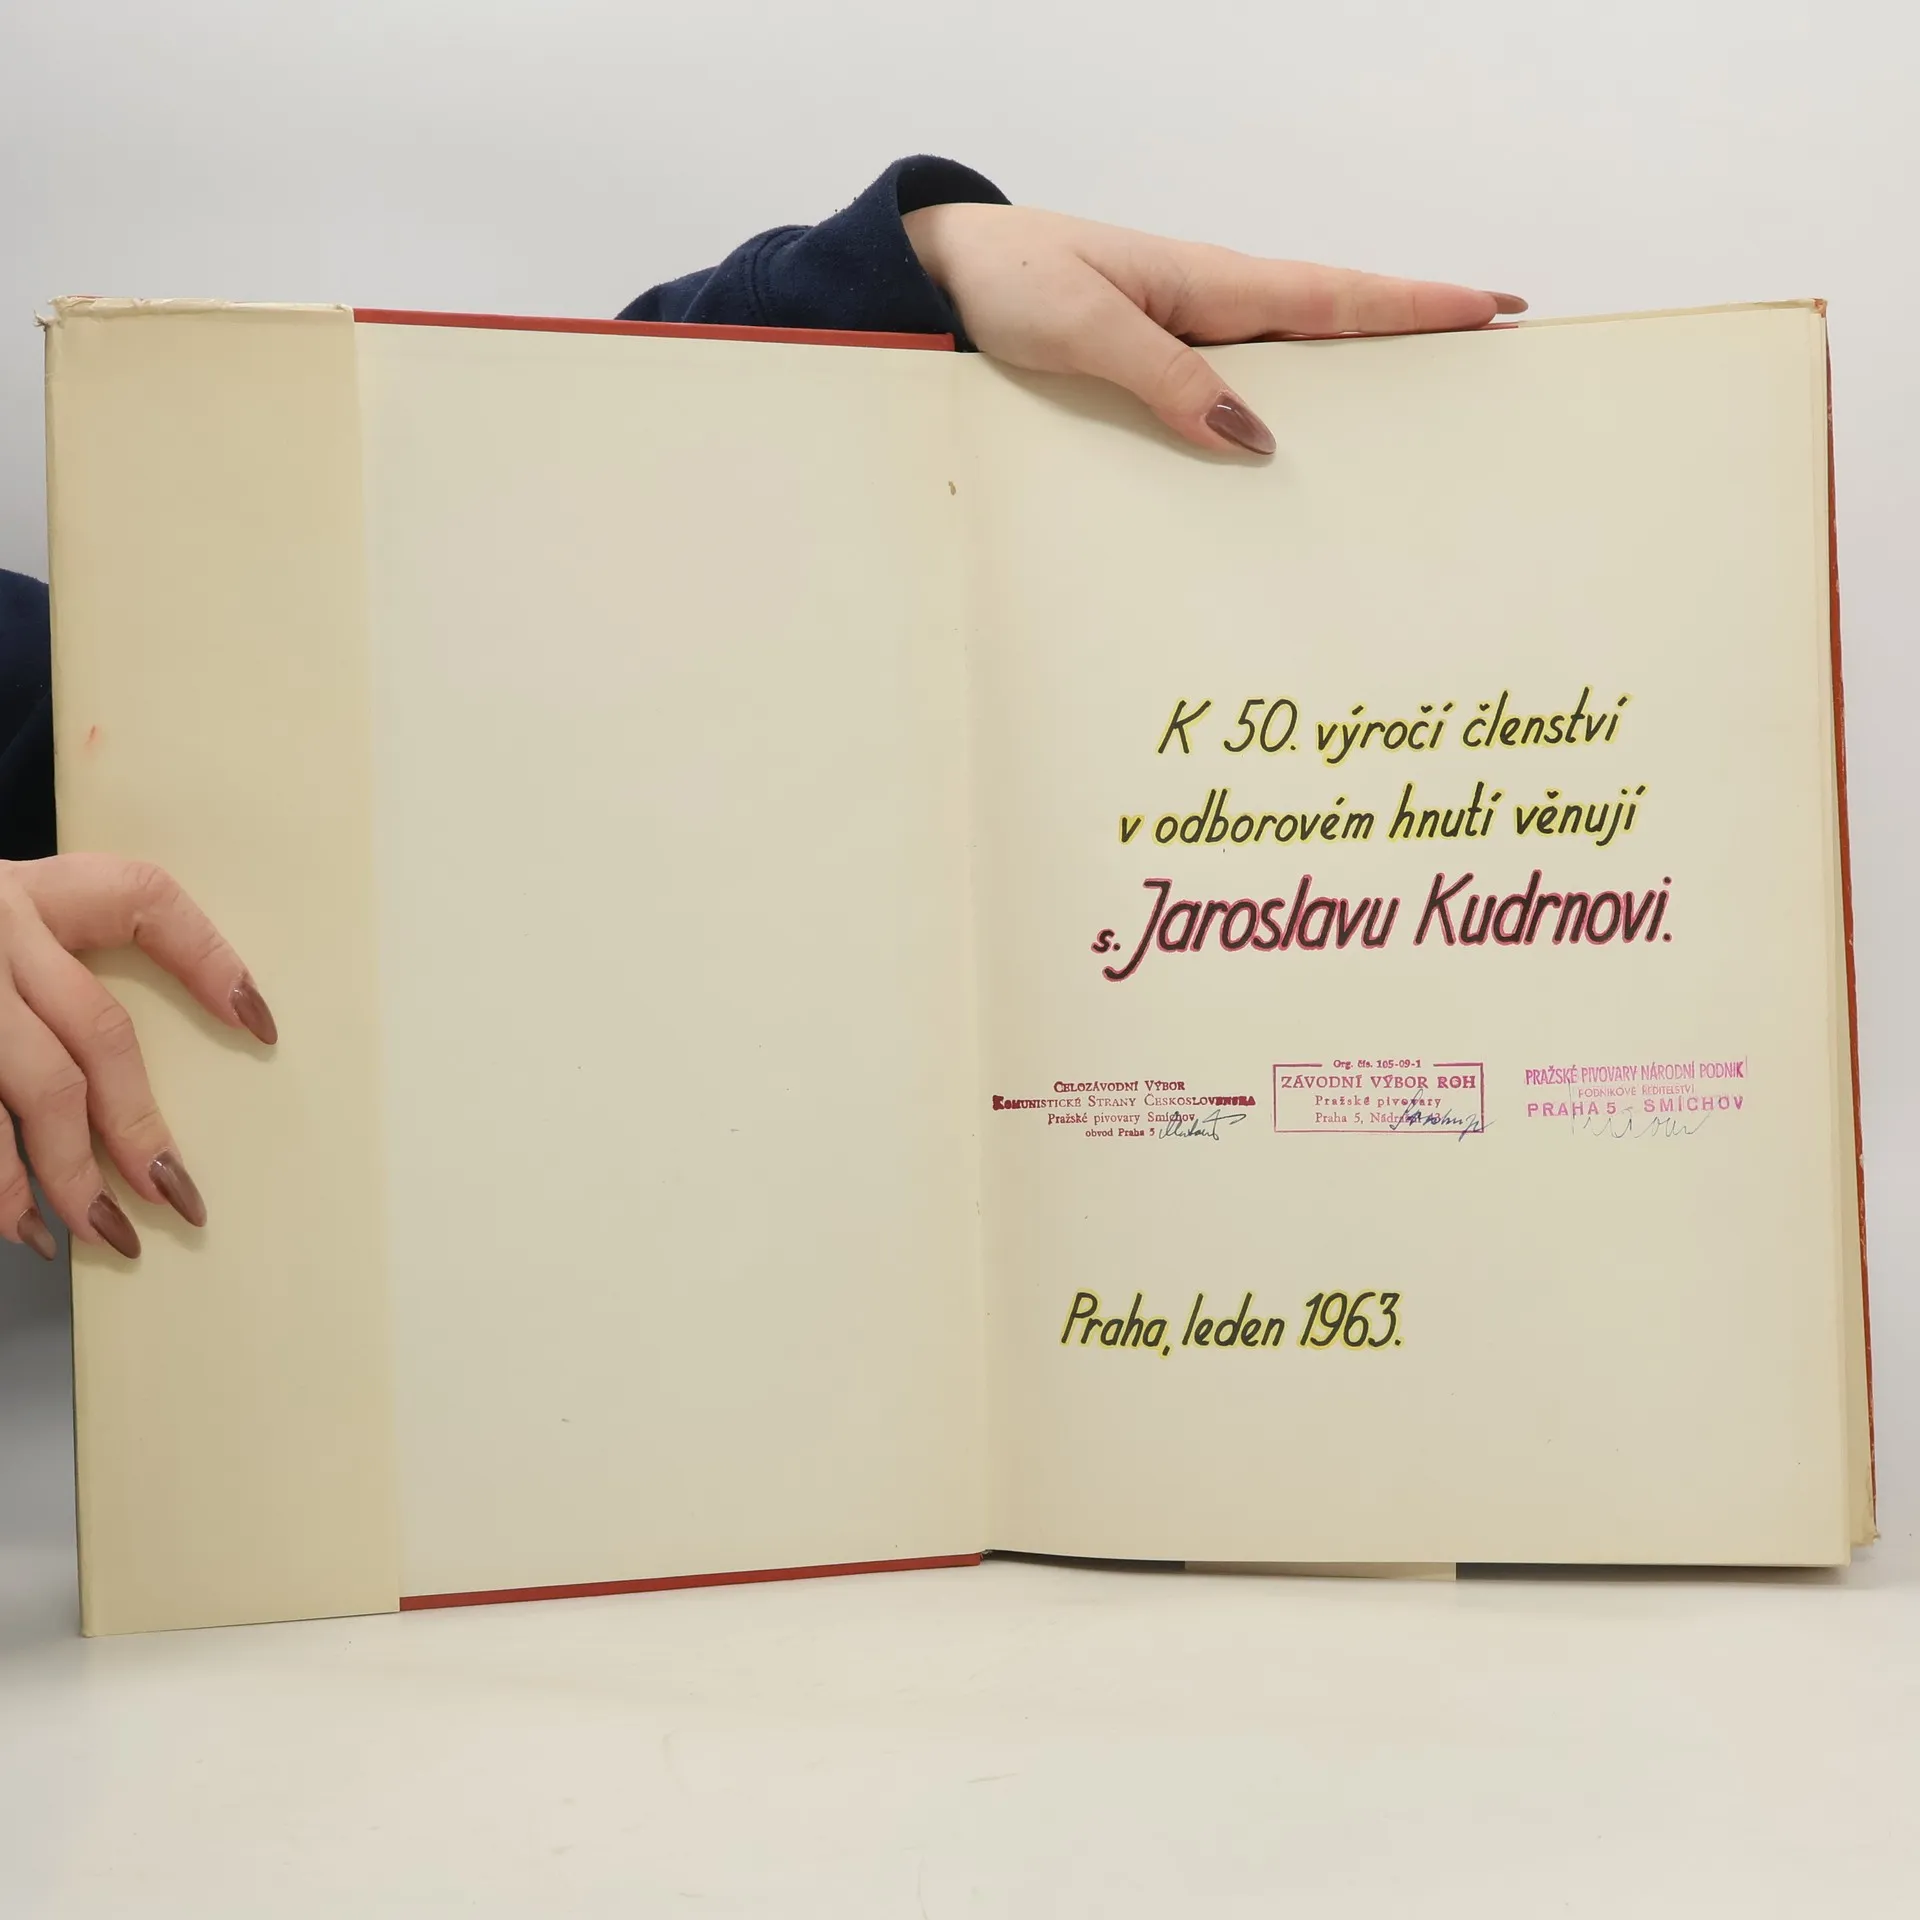 K 50. výročí členství
v odborovém hnutí věnují
s. Jaroslavu Kudrnovi.
CELOZÁVODNÍ VÝBOR
KOMUNISTICKÉ STRANY ČESKOSLOVENSKA
Pražské pivovary Smíchov,
obvod Praha 5
Org. čís. 105-09-1
ZÁVODNÍ VÝBOR ROH
Pražské pivovary
Praha 5,
PRAŽSKÉ PIVOVARY NÁRODNÍ PODNIK
PODNIKOVÉ ŘEDITELSTVÍ
PRAHA 5 - SMÍCHOV
Praha, leden 1963.